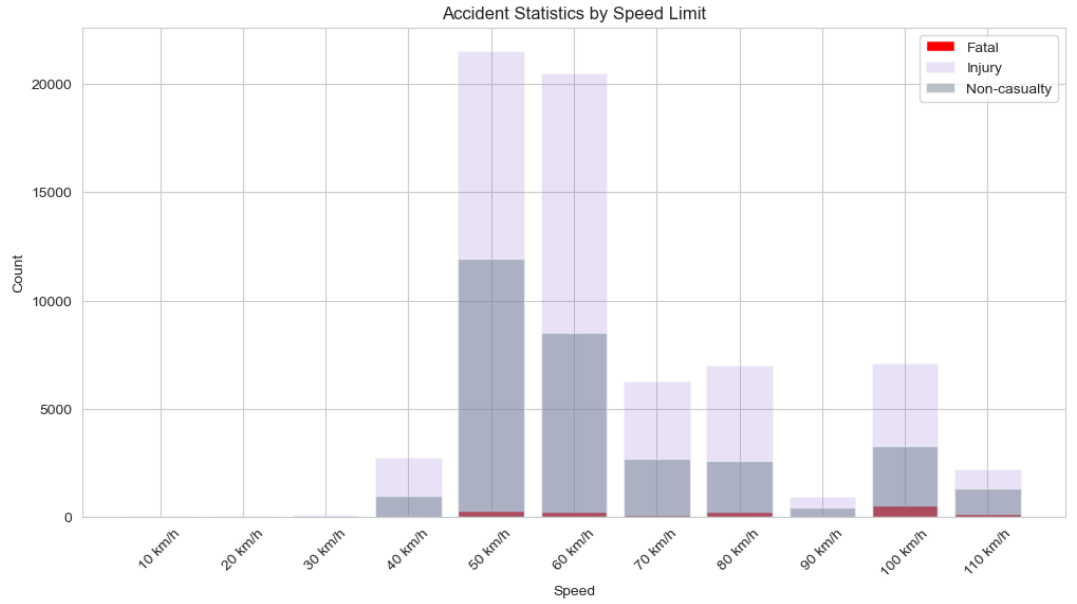 Accident Statistics by Speed Limit
Fatal
Injury
Non-casualty
20000
15000
10000
5000
0
Count
10 km/h
20 km/h
30 km/h
40 km/h
50 km/h
60 km/h
70 km/h
80 km/h
90 km/h
100 km/h
110 km/h
Speed